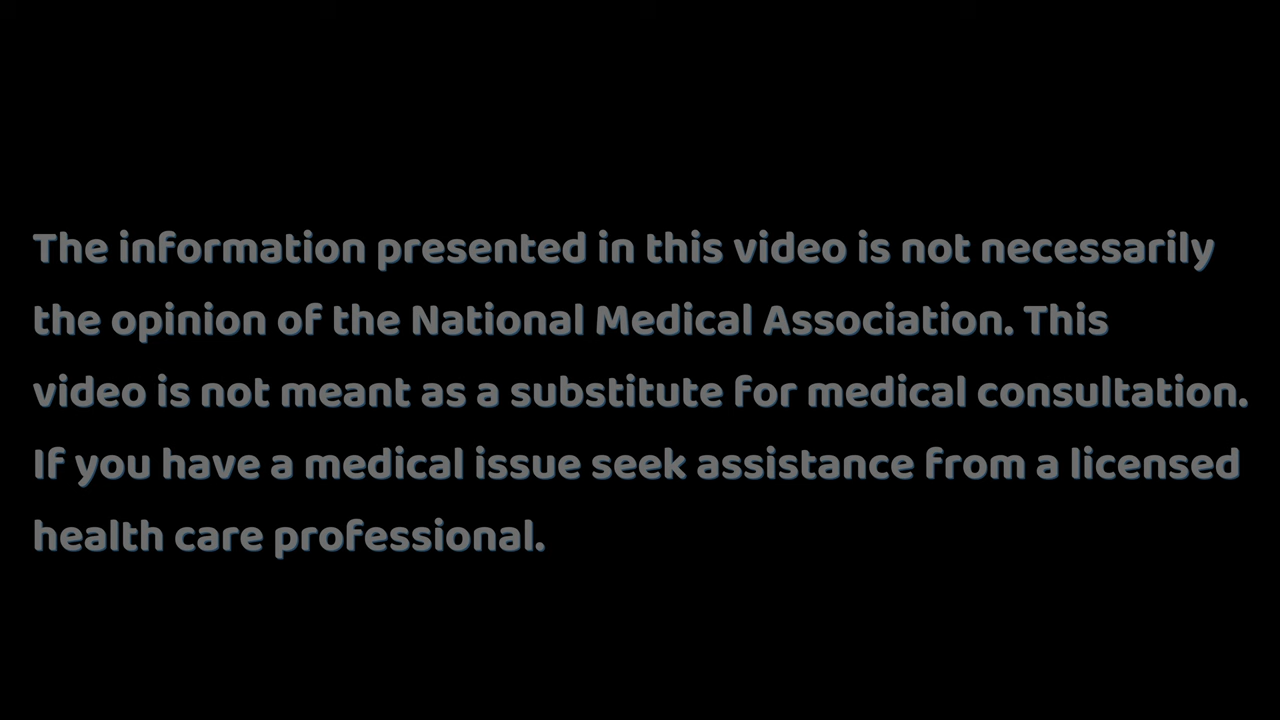 The information presented in this video is not necessarily
the opinion of the National Medical Association. This
video is not meant as a substitute for medical consultation.
If you have a medical issue seek assistance from a licensed
health care professional.